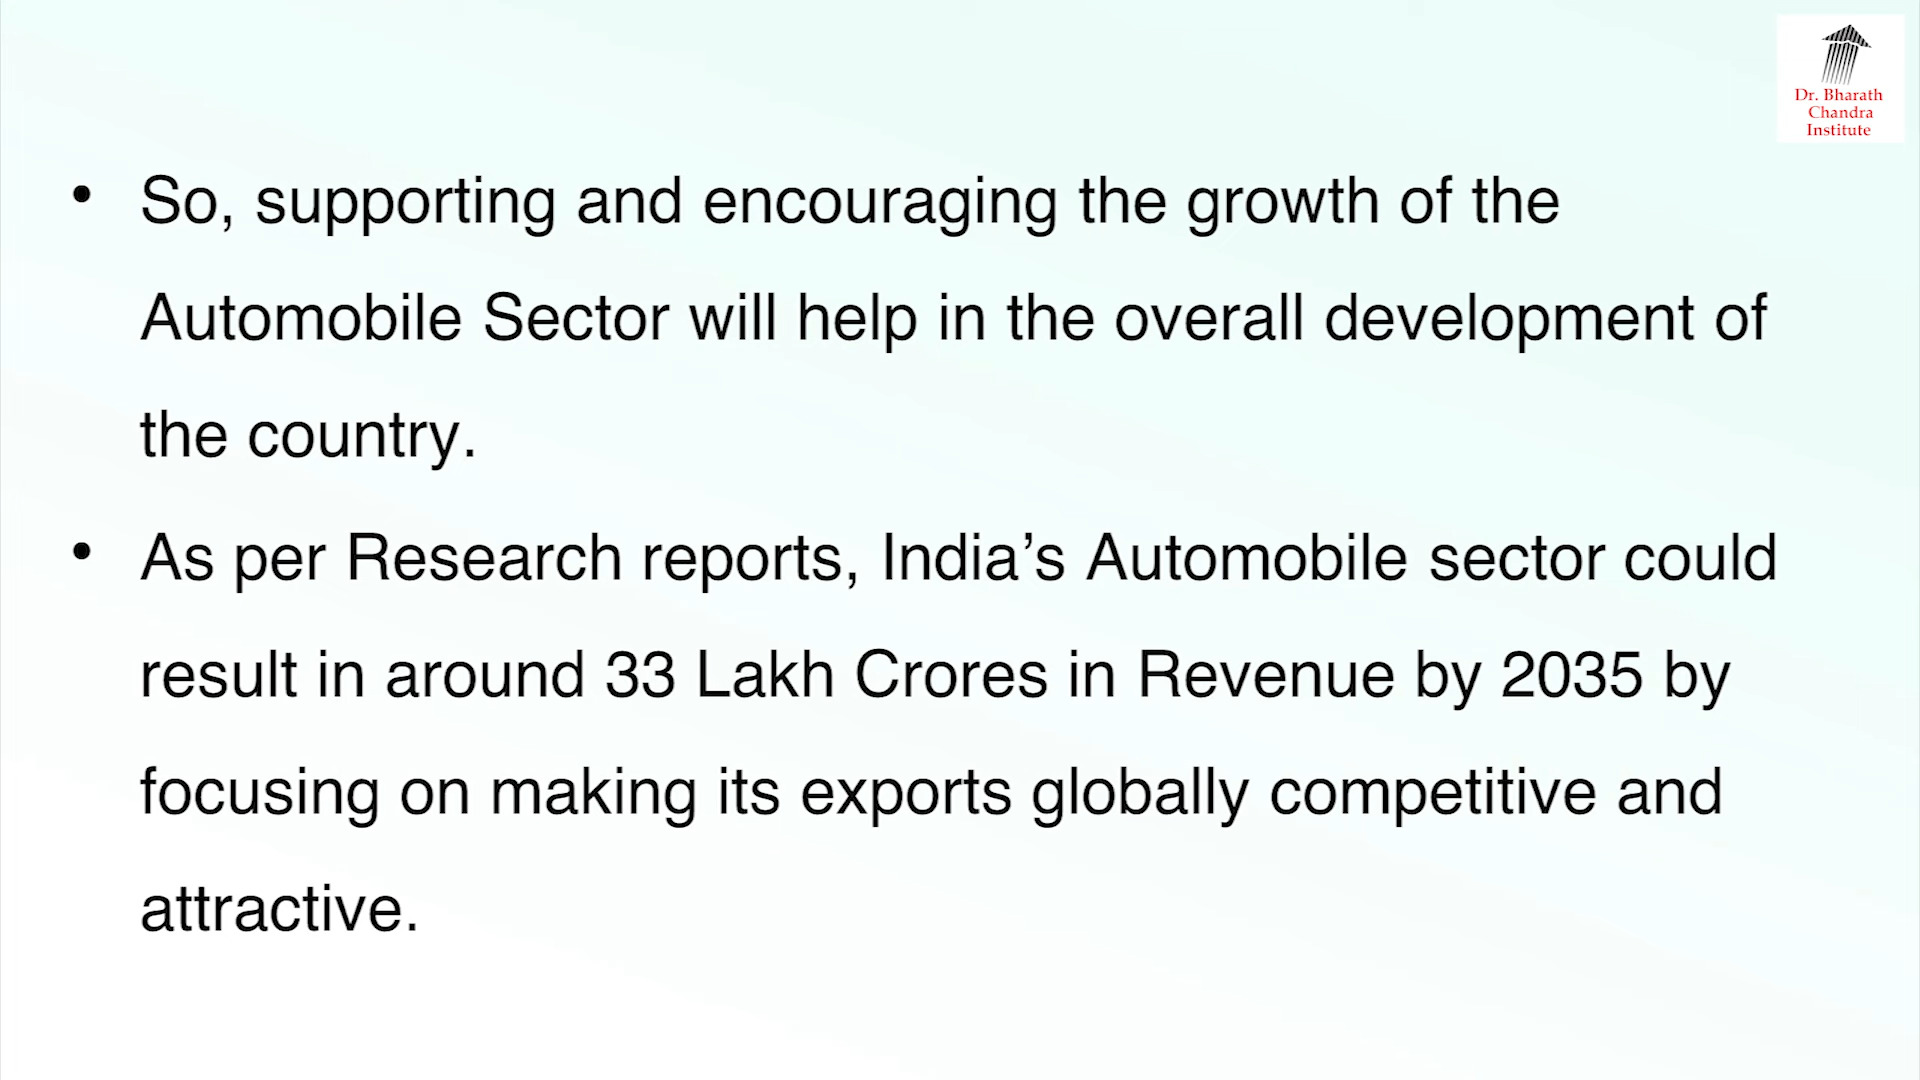 Dr. Bharath
Chandra
Institute
• So, supporting and encouraging the growth of the
Automobile Sector will help in the overall development of
the country.
• As per Research reports, India’s Automobile sector could
result in around 33 Lakh Crores in Revenue by 2035 by
focusing on making its exports globally competitive and
attractive.